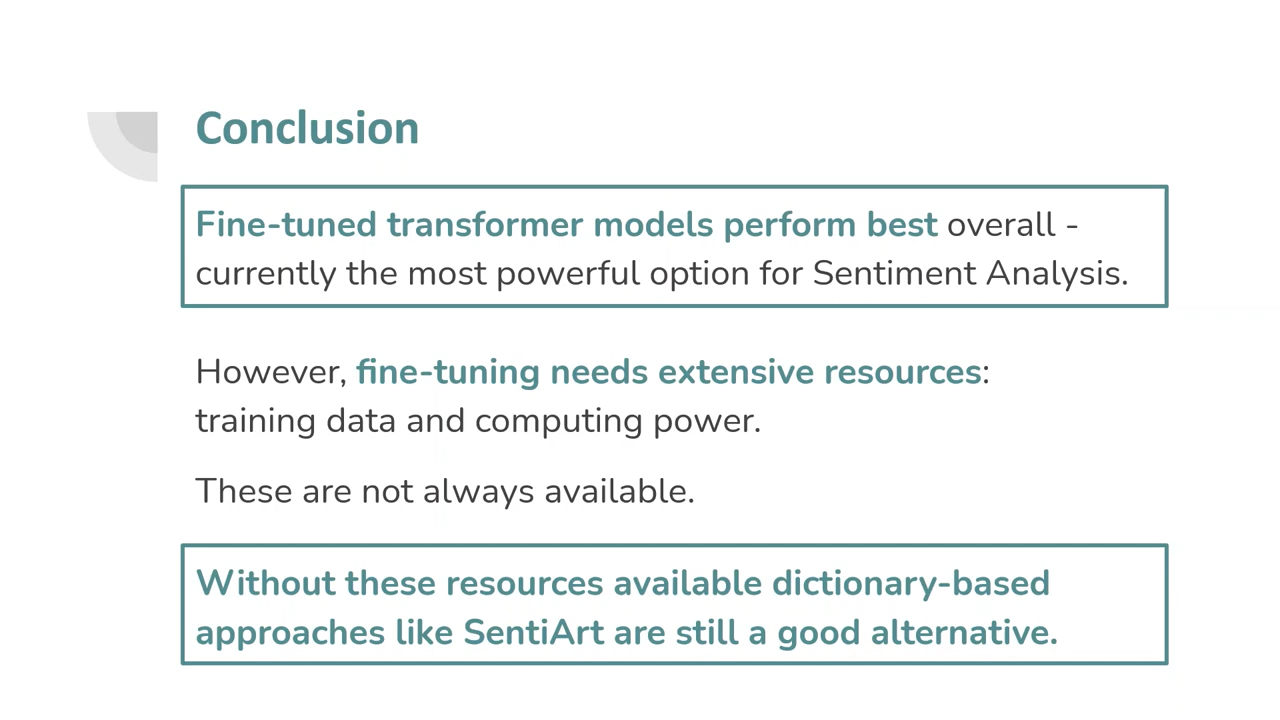 Conclusion
Fine-tuned transformer models perform best overall -
currently the most powerful option for Sentiment Analysis.
However, fine-tuning needs extensive resources:
training data and computing power.
These are not always available.
Without these resources available dictionary-based
approaches like SentiArt are still a good alternative.